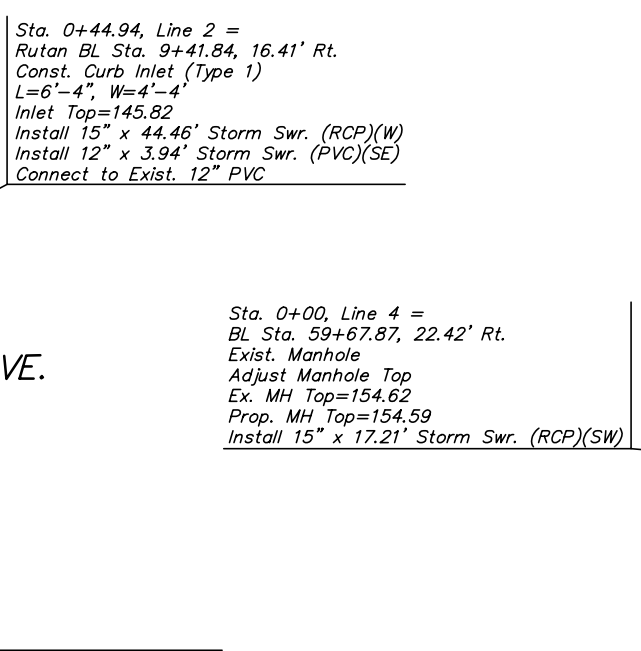 Sta. 0+44.94, Line 2 =
Rutan BL Sta. 9+41.84, 16.41' Rt.
Const. Curb Inlet (Type 1)
L=6'-4", W=4'-4'
Inlet Top=145.82
Install 15" x 44.46' Storm Swr. (RCP)(W)
Install 12" x 3.94' Storm Swr. (PVC)(SE)
Connect to Exist. 12" PVC
VE.
Sta. 0+00, Line 4 =
BL Sta. 59+67.87, 22.42' Rt.
Exist. Manhole
Adjust Manhole Top
Ex. MH Top=154.62
Prop. MH Top=154.59
Install 15" x 17.21' Storm Swr. (RCP)(SW)